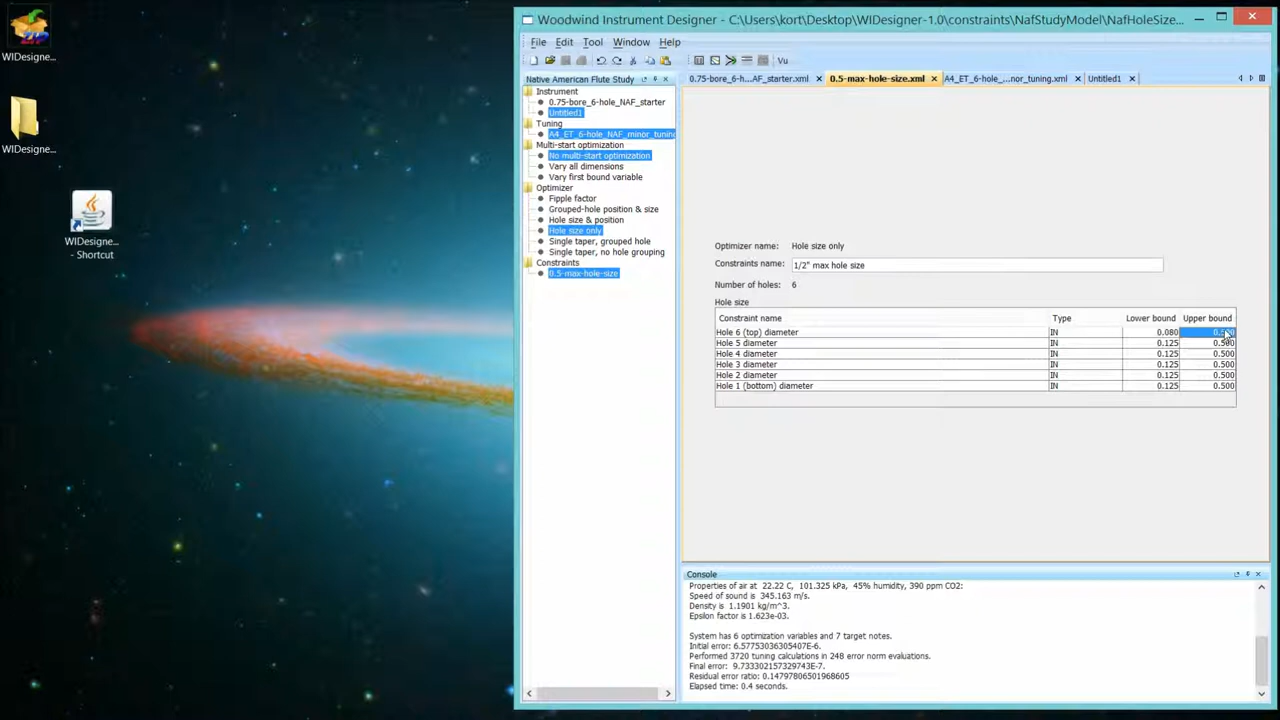 Woodwind Instrument Designer - C:\Users\kort\Desktop\WIDesigner-1.0\constraints\NafStudyModel\NafHoleSize...
WIDesigne...
File Edit Tool Window Help
Vu
Native American Flute Study
0.75-bore_6-h...AF_starter.xml
0.5-max-hole-size.xml
A4_ET_6-hole_...nor_tuning.xml
Untitled1
Instrument
0.75-bore_6-hole_NAF_starter
Untitled1
Tuning
A4_ET_6-hole_NAF_minor_tuning
Multi-start optimization
No multi-start optimization
Vary all dimensions
Vary first bound variable
Optimizer
Fipple factor
Grouped-hole position & size
Hole size & position
Hole size only
Single taper, grouped hole
Single taper, no hole grouping
Constraints
0.5-max-hole-size
WIDesigne...
WIDesigne...
- Shortcut
Optimizer name: Hole size only
Constraints name: 1/2" max hole size
Number of holes: 6
Hole size
Constraint name Type Lower bound Upper bound
Hole 6 (top) diameter IN 0.080
Hole 5 diameter IN 0.125 0.500
Hole 4 diameter IN 0.125 0.500
Hole 3 diameter IN 0.125 0.500
Hole 2 diameter IN 0.125 0.500
Hole 1 (bottom) diameter IN 0.125 0.500
Console
Properties of air at 22.22 C, 101.325 kPa, 45% humidity, 390 ppm CO2:
Speed of sound is 345.163 m/s.
Density is 1.1901 kg/m^3.
Epsilon factor is 1.623e-03.
System has 6 optimization variables and 7 target notes.
Initial error: 6.57753036305407E-6.
Performed 3720 tuning calculations in 248 error norm evaluations.
Final error: 9.733302157329743E-7.
Residual error ratio: 0.14797806501968605
Elapsed time: 0.4 seconds.